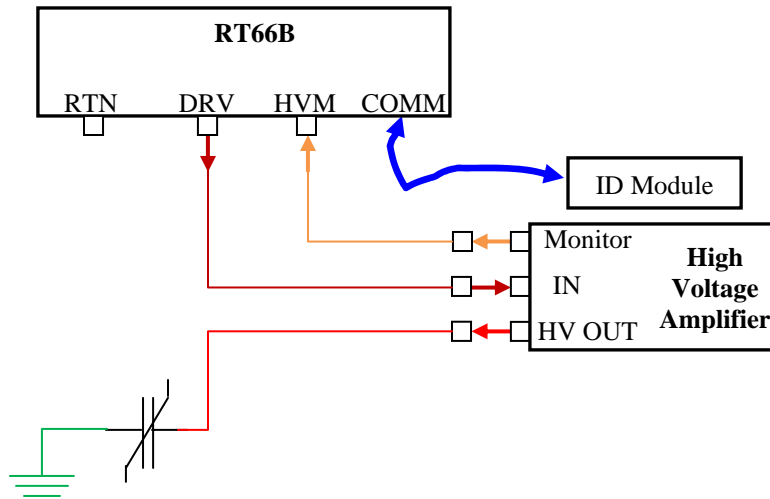 RT66B
RTN DRV HVM COMM
ID Module
Monitor
IN
HV OUT
High
Voltage
Amplifier